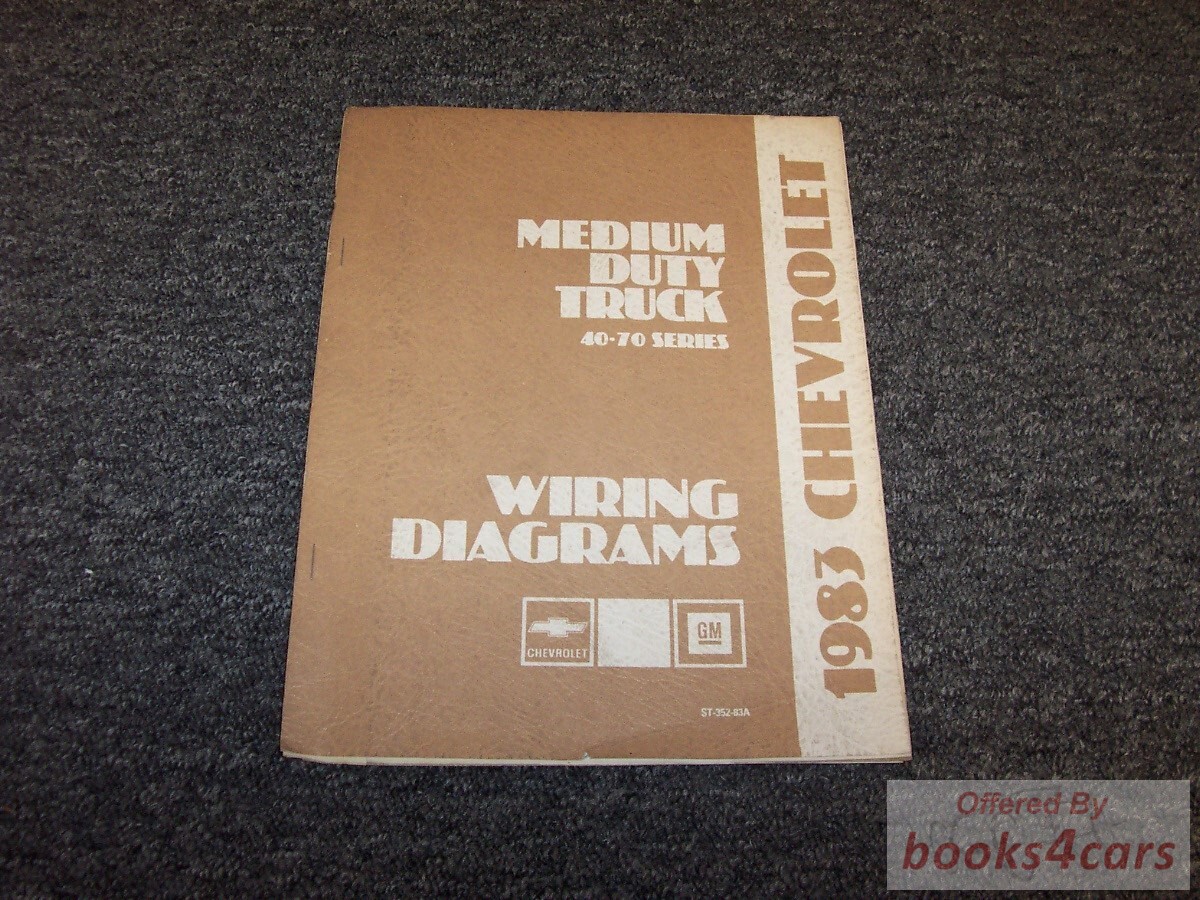 MEDIUM
DUTY
TRUCK
40-70 SERIES
WIRING
DIAGRAMS
CHEVROLET
GM
ST-352-83A
1983 CHEVROLET
Offered By
books4cars